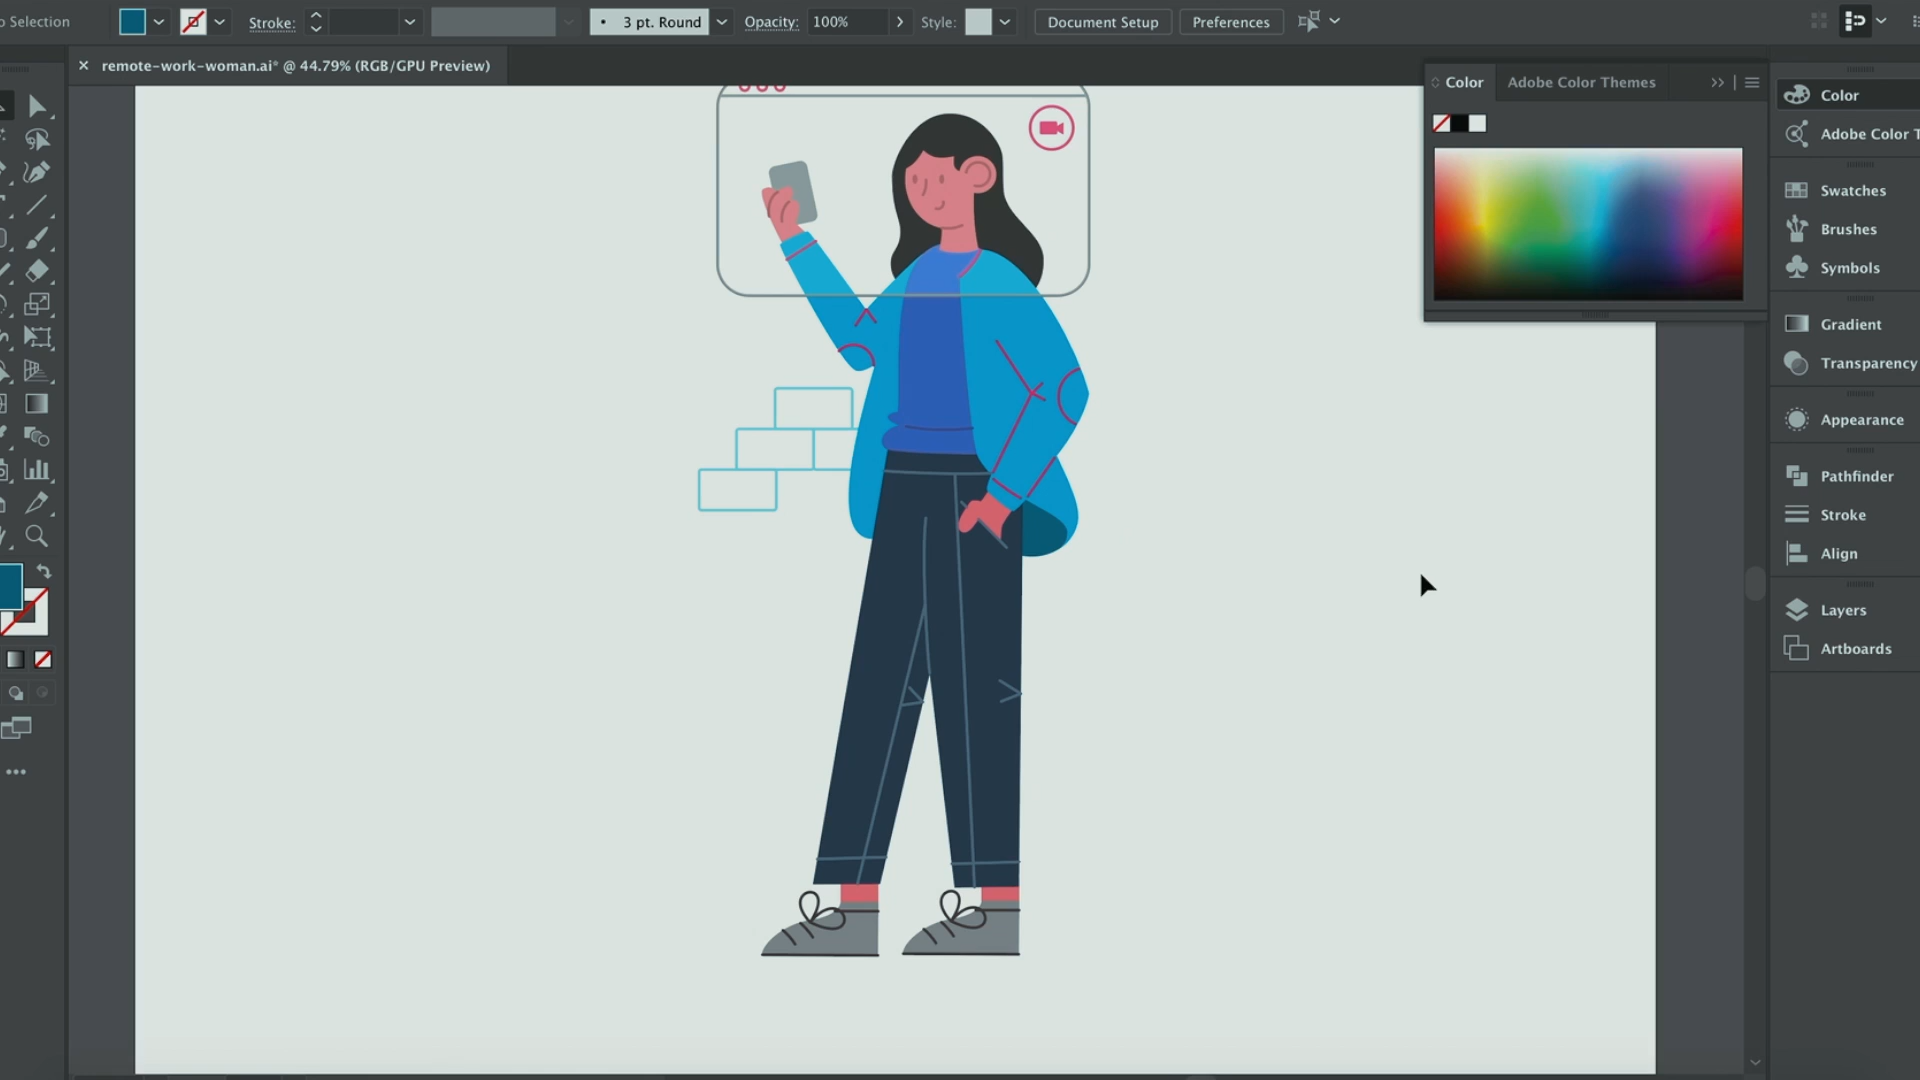 o Selection
Stroke:
3 pt. Round
Opacity:
100%
Style:
Document Setup
Preferences
× remote-work-woman.ai* @ 44.79% (RGB/GPU Preview)
Color
Adobe Color Themes
Color
Adobe Color T
Swatches
Brushes
Symbols
Gradient
Transparency
Appearance
Pathfinder
Stroke
Align
Layers
Artboards